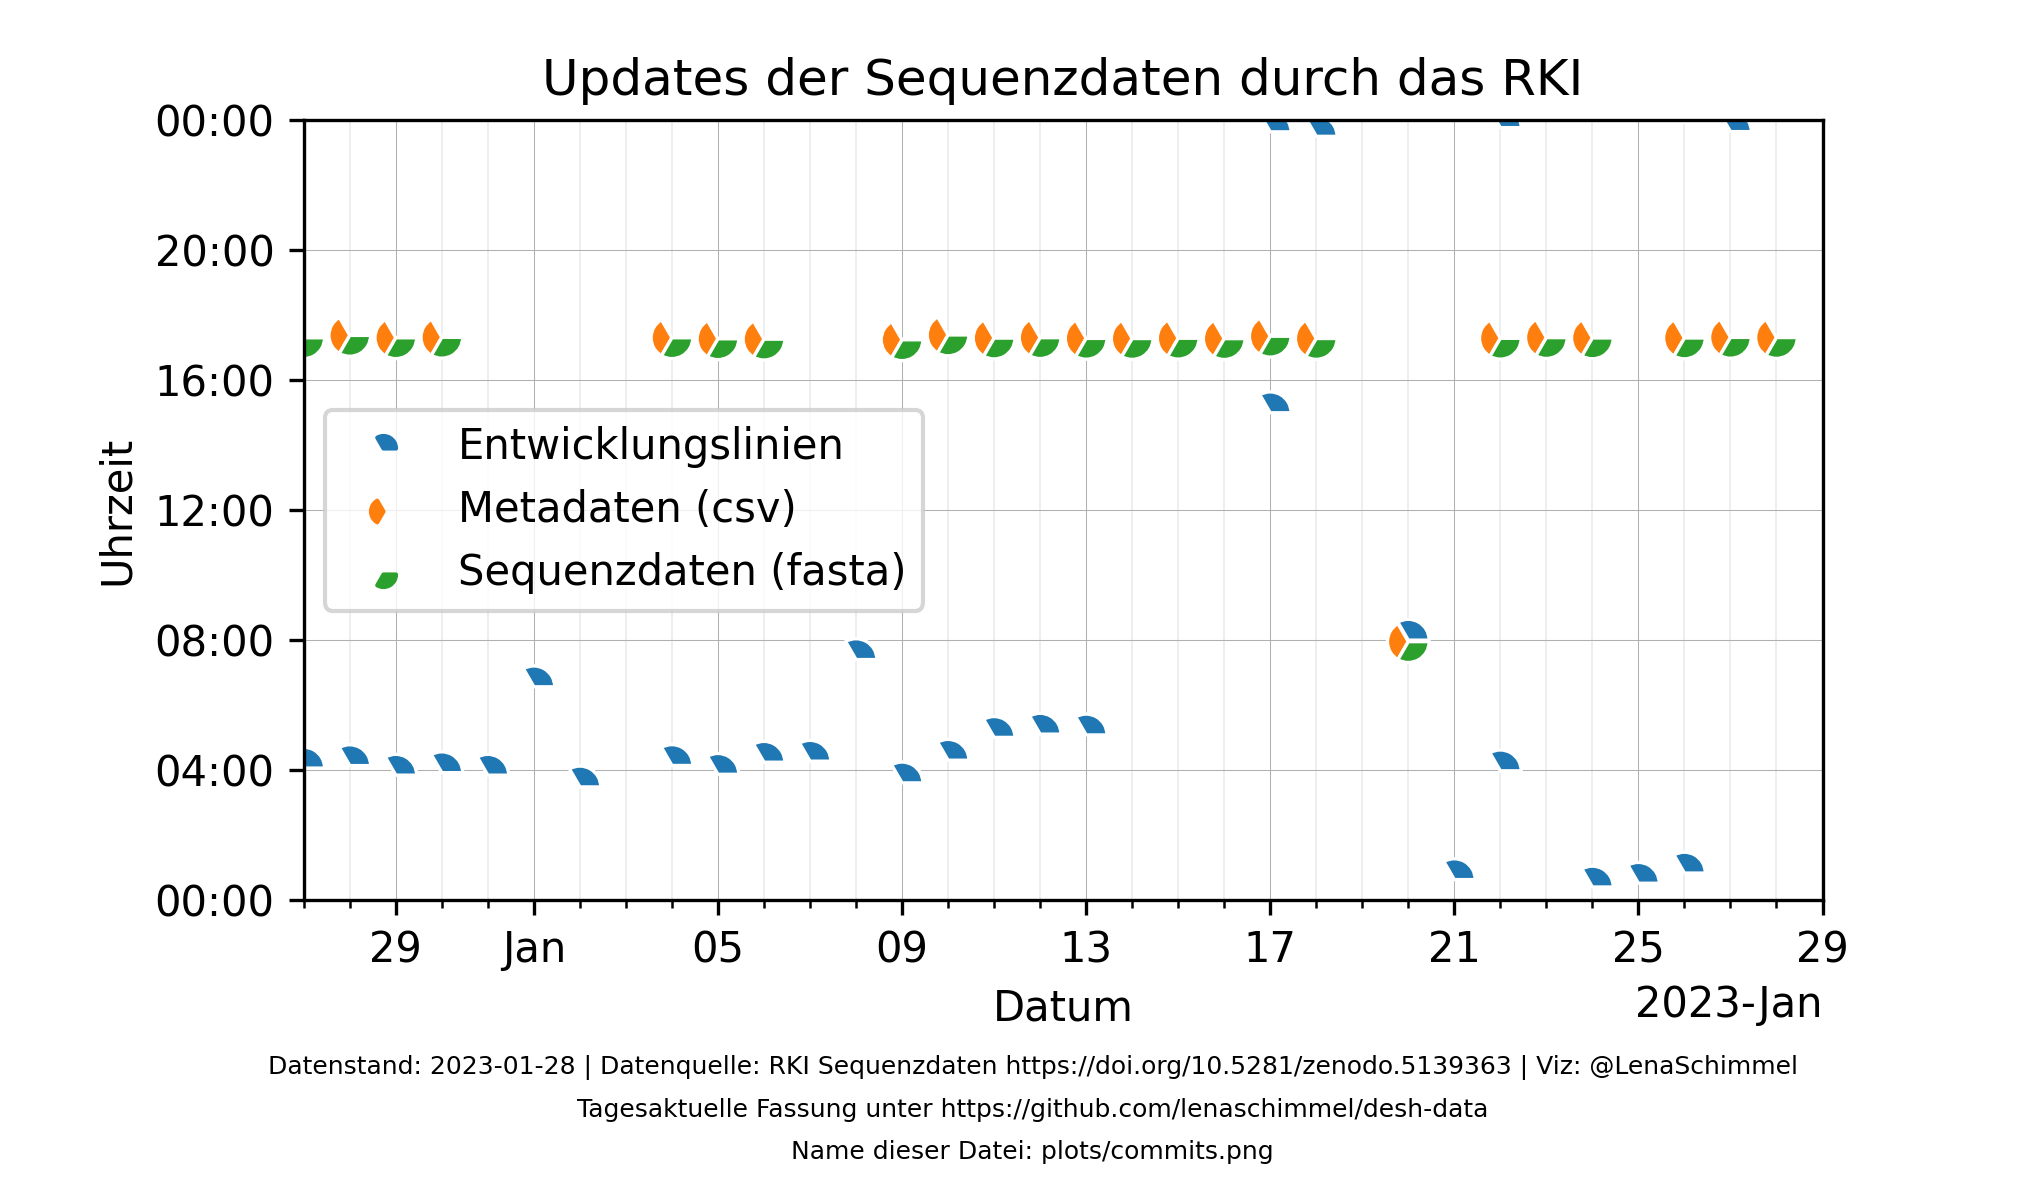 Updates der Sequenzdaten durch das RKI
00:00
20:00
16:00
12:00
08:00
04:00
00:00
Uhrzeit
Entwicklungslinien
Metadaten (csv)
Sequenzdaten (fasta)
29 Jan 05 09 13 17 21 25 29
Datum
2023-Jan
Datenstand: 2023-01-28 | Datenquelle: RKI Sequenzdaten https://doi.org/10.5281/zenodo.5139363 | Viz: @LenaSchimmel
Tagesaktuelle Fassung unter https://github.com/lenaschimmel/desh-data
Name dieser Datei: plots/commits.png